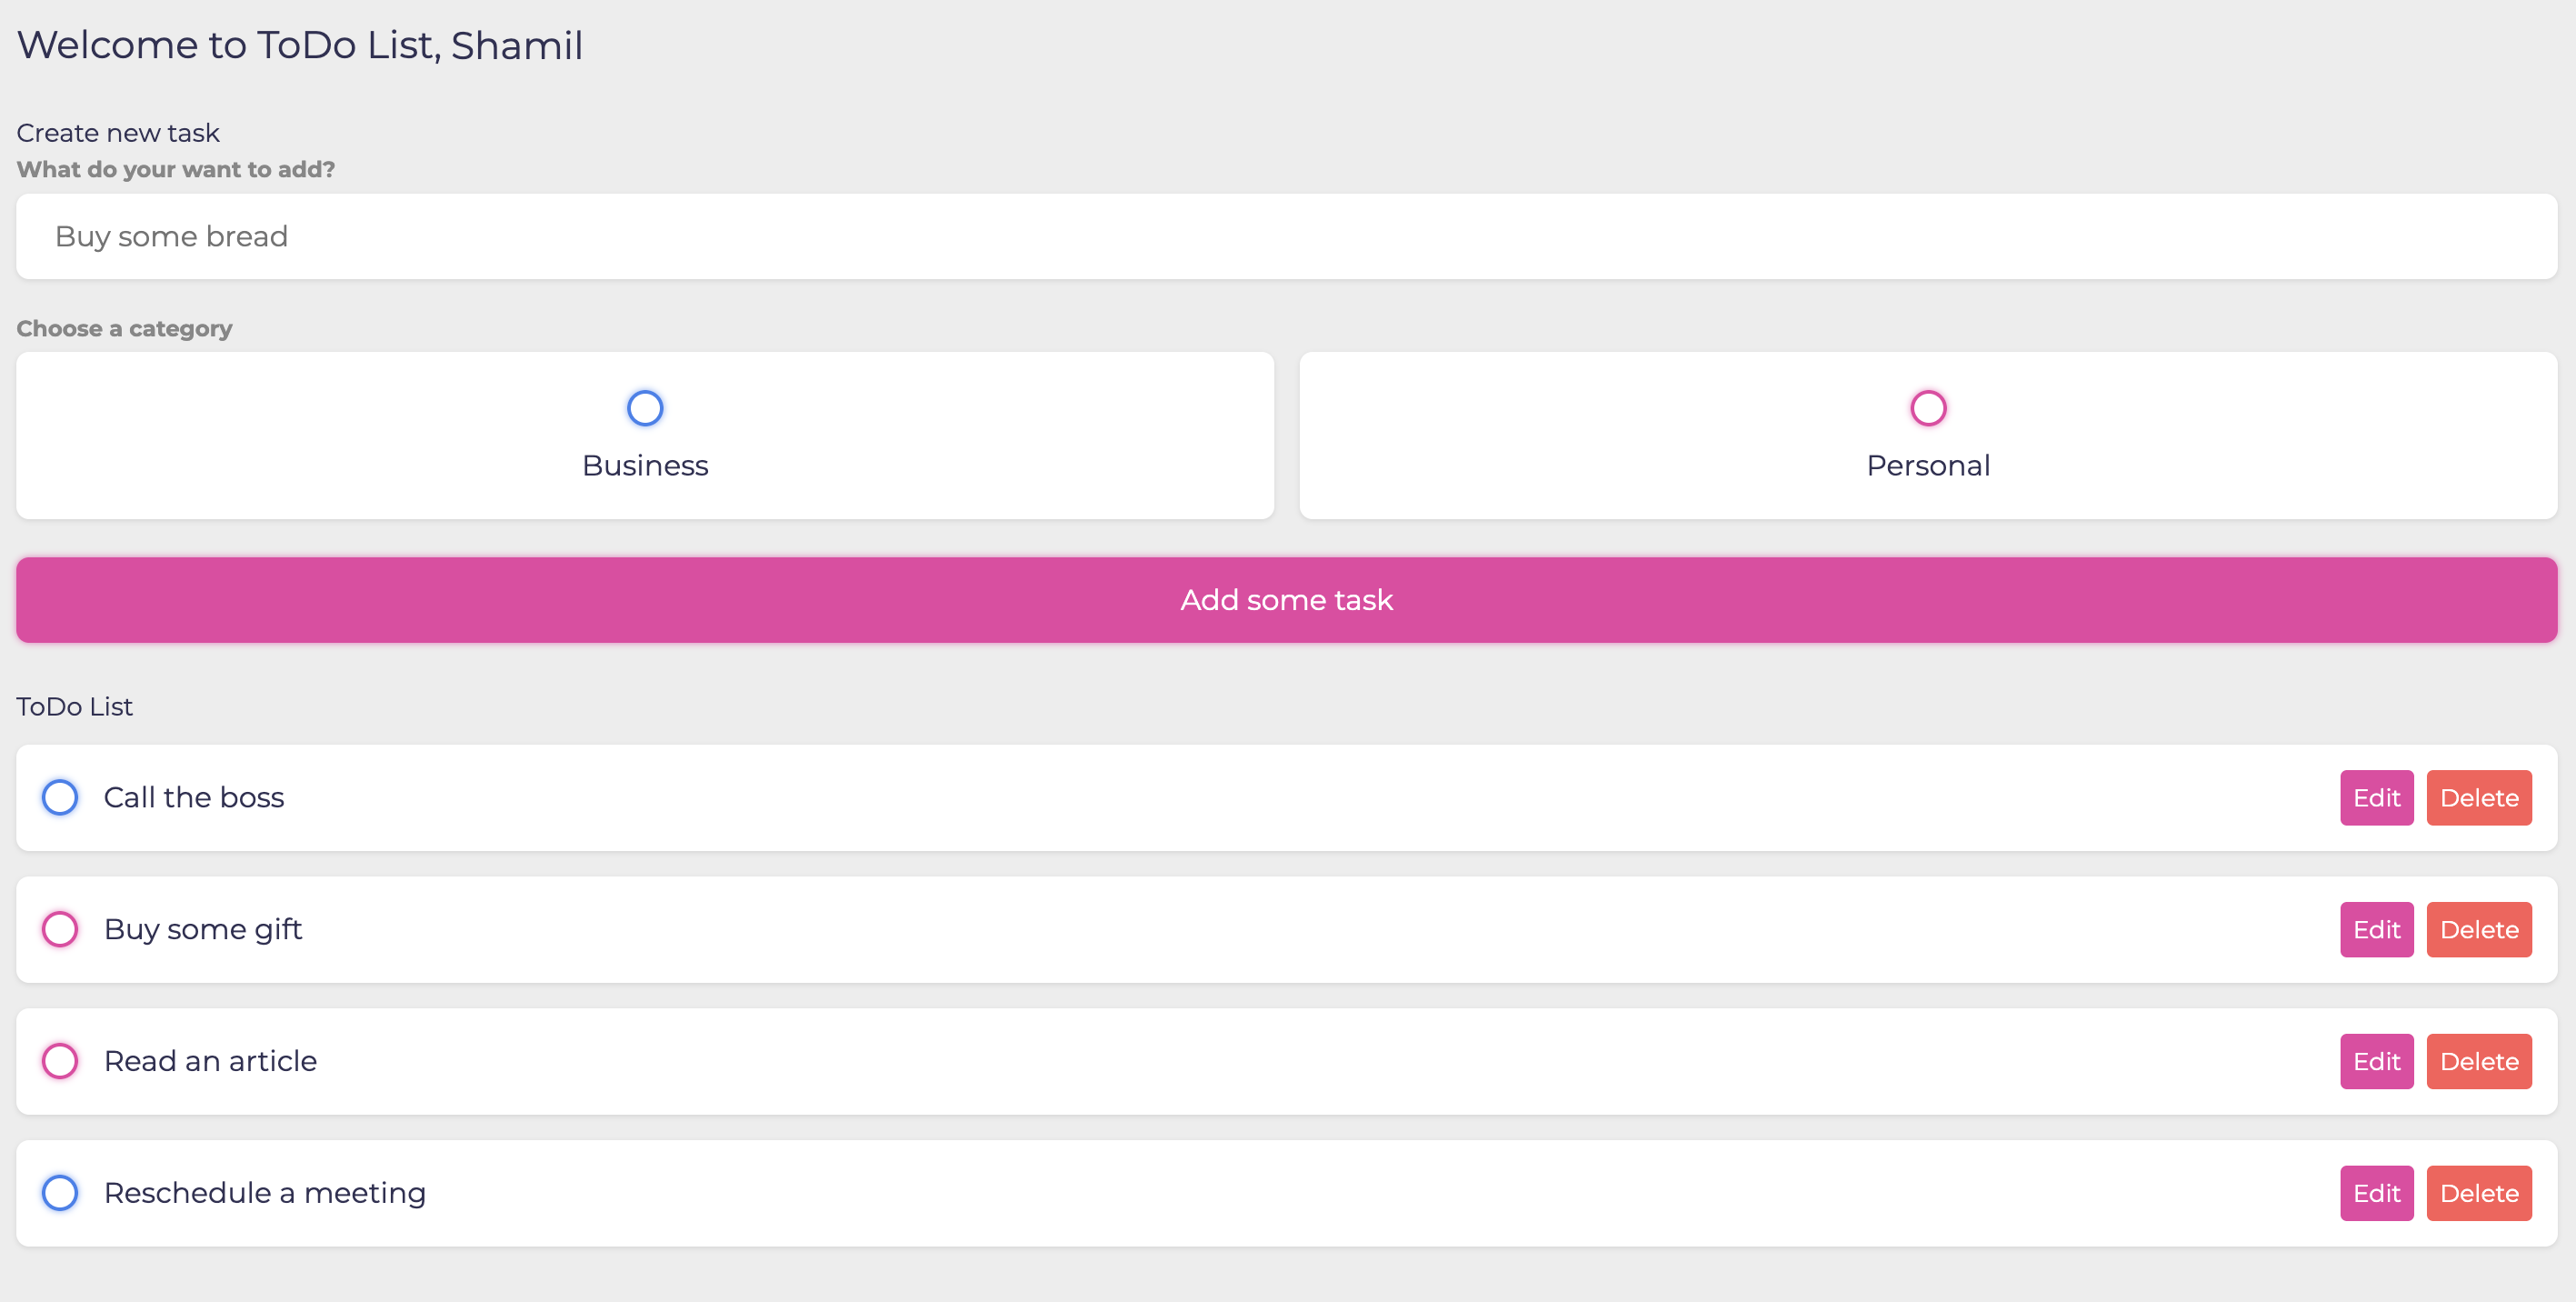 Welcome to ToDo List, Shamil
Create new task
What do your want to add?
Buy some bread
Choose a category
Business
Personal
Add some task
ToDo List
Call the boss
Edit
Delete
Buy some gift
Edit
Delete
Read an article
Edit
Delete
Reschedule a meeting
Edit
Delete